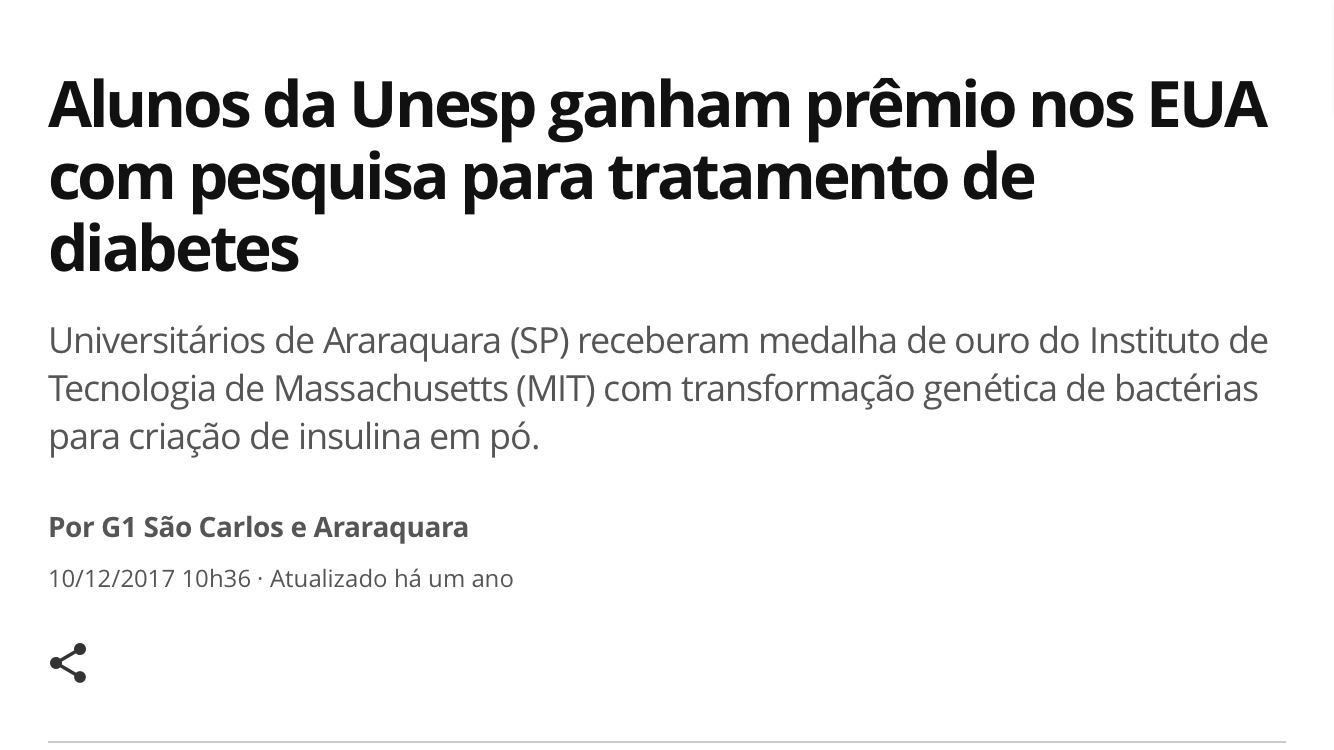 Alunos da Unesp ganham prêmio nos EUA
com pesquisa para tratamento de
diabetes
Universitários de Araraquara (SP) receberam medalha de ouro do Instituto de
Tecnologia de Massachusetts (MIT) com transformação genética de bactérias
para criação de insulina em pó.
Por G1 São Carlos e Araraquara
10/12/2017 10h36 · Atualizado há um ano